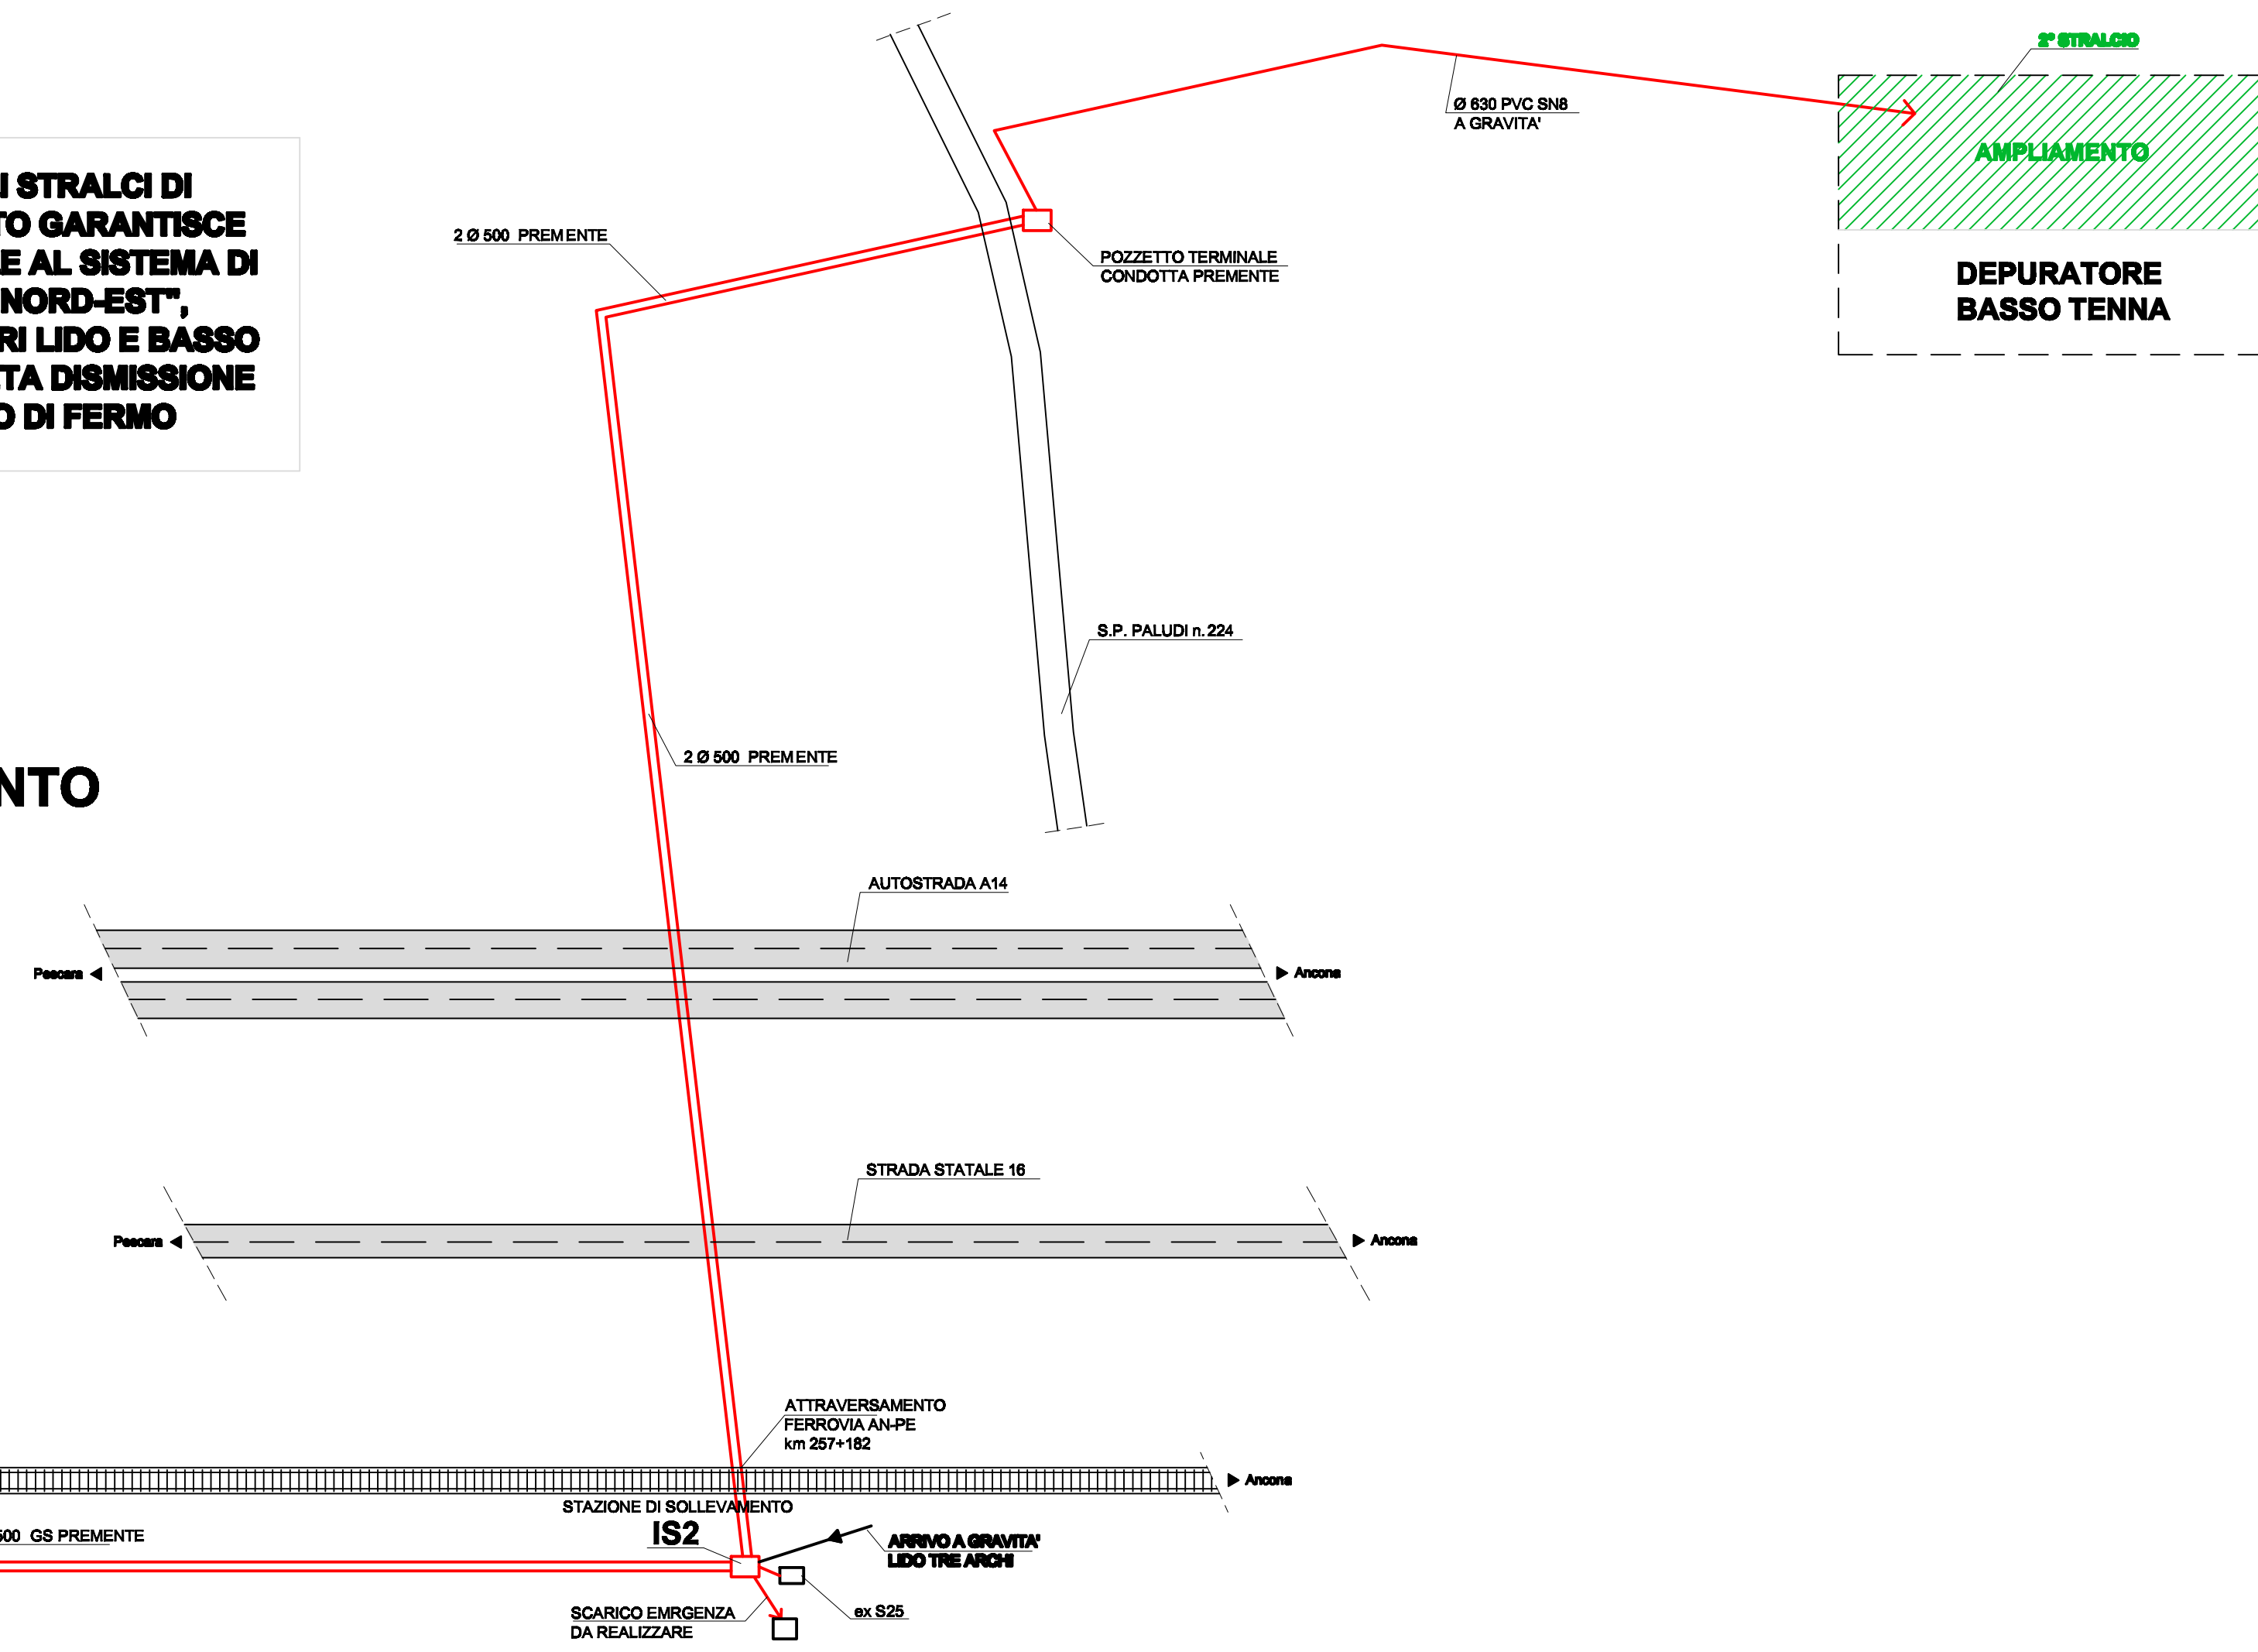 2° STRALCIO
Ø 630 PVC SN8
A GRAVITA'
AMPLIAMENTO
I STRALCI DI
TO GARANTISCE
E AL SISTEMA DI
NORD-EST",
RI LIDO E BASSO
TA DISMISSIONE
O DI FERMO
2 Ø 500 PREMENTE
POZZETTO TERMINALE
CONDOTTA PREMENTE
DEPURATORE
BASSO TENNA
S.P. PALUDI n. 224
2 Ø 500 PREMENTE
NTO
AUTOSTRADA A14
Pescara
Ancona
STRADA STATALE 16
Pescara
Ancona
ATTRAVERSAMENTO
FERROVIA AN-PE
km 257+182
Ancona
STAZIONE DI SOLLEVAMENTO
IS2
500 GS PREMENTE
ARRIVO A GRAVITA'
LIDO TRE ARCHI
SCARICO EMRGENZA
DA REALIZZARE
ex S25